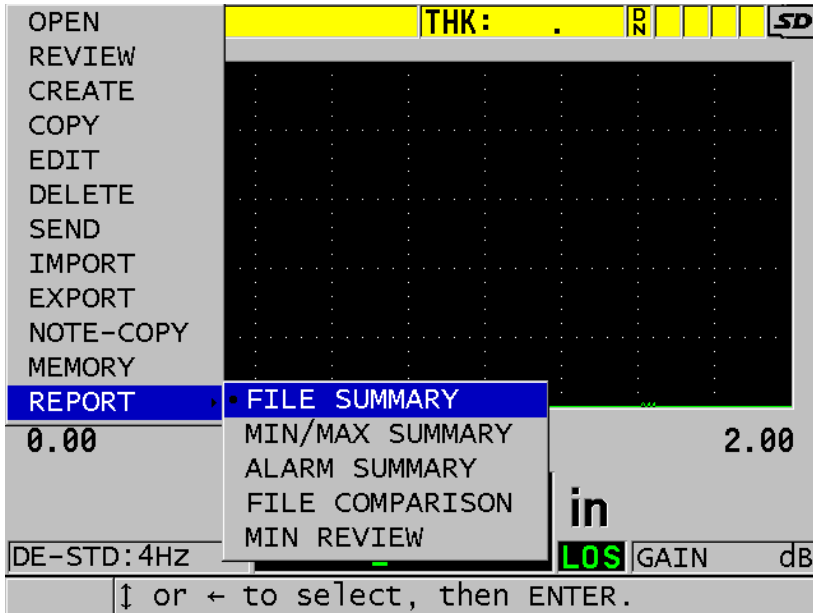 OPEN
THK: .
DN
SD
REVIEW
CREATE
COPY
EDIT
DELETE
SEND
IMPORT
EXPORT
NOTE-COPY
MEMORY
REPORT
FILE SUMMARY
MIN/MAX SUMMARY
ALARM SUMMARY
FILE COMPARISON
MIN REVIEW
0.00
2.00
in
DE-STD:4Hz
LOS
GAIN dB
↕ or ← to select, then ENTER.